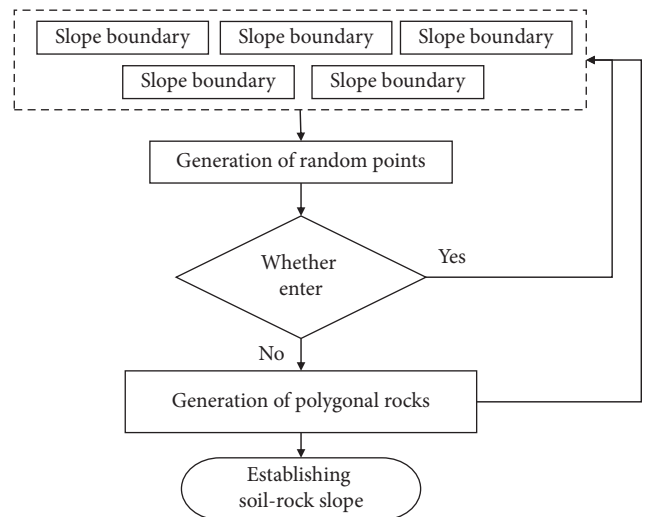 Slope boundary
Slope boundary
Slope boundary
Slope boundary
Slope boundary
Generation of random points
Whether
enter
Yes
No
Generation of polygonal rocks
Establishing
soil-rock slope